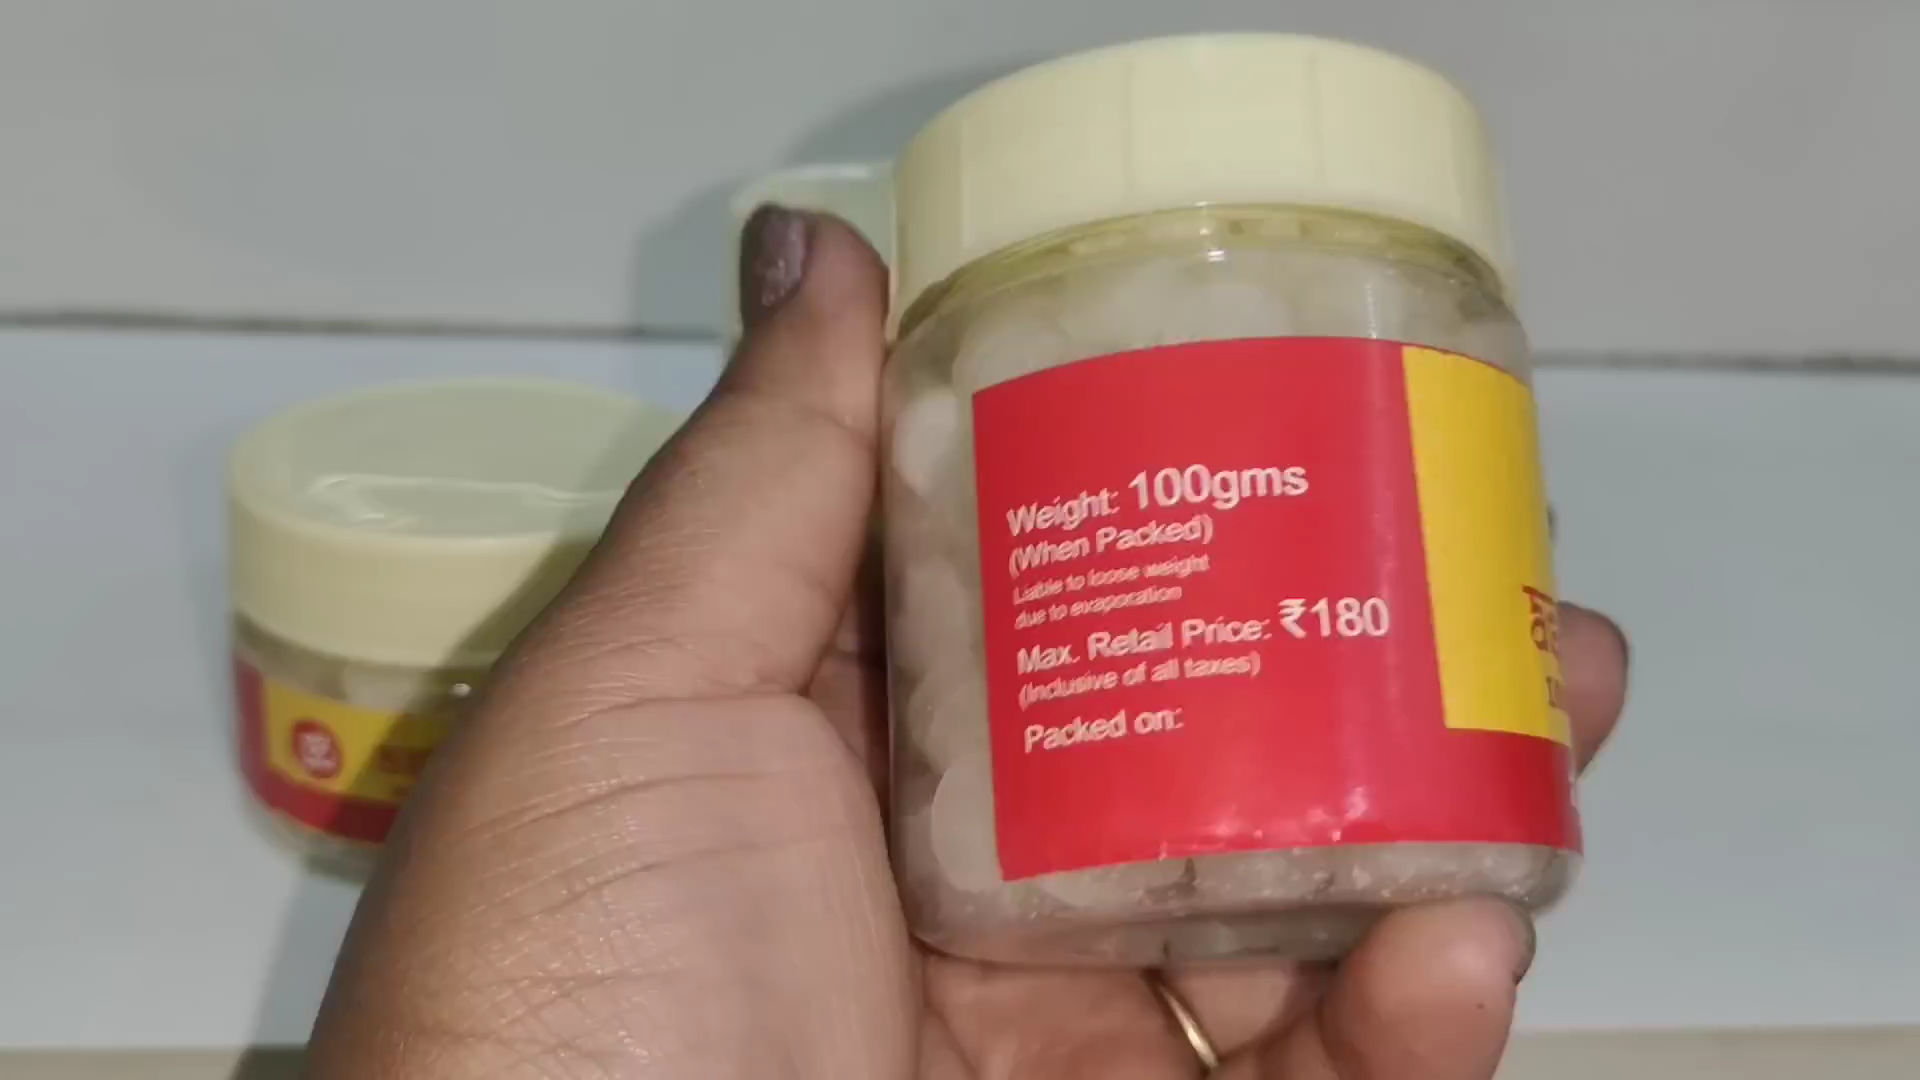 Weight: 100gms
(When Packed)
Liable to loose weight
due to evaporation
Max. Retail Price: ₹180
(Inclusive of all taxes)
Packed on: